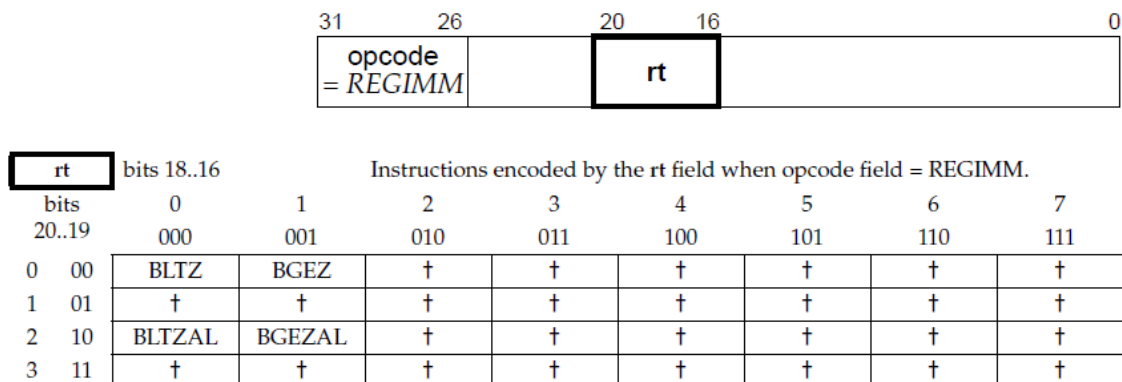 31 26 20 16 0
opcode
= REGIMM
rt
rt bits 18..16 Instructions encoded by the rt field when opcode field = REGIMM.
bits 0 1 2 3 4 5 6 7
20..19 000 001 010 011 100 101 110 111
0 00 BLTZ BGEZ † † † † † †
1 01 † † † † † † † †
2 10 BLTZAL BGEZAL † † † † † †
3 11 † † † † † † † †